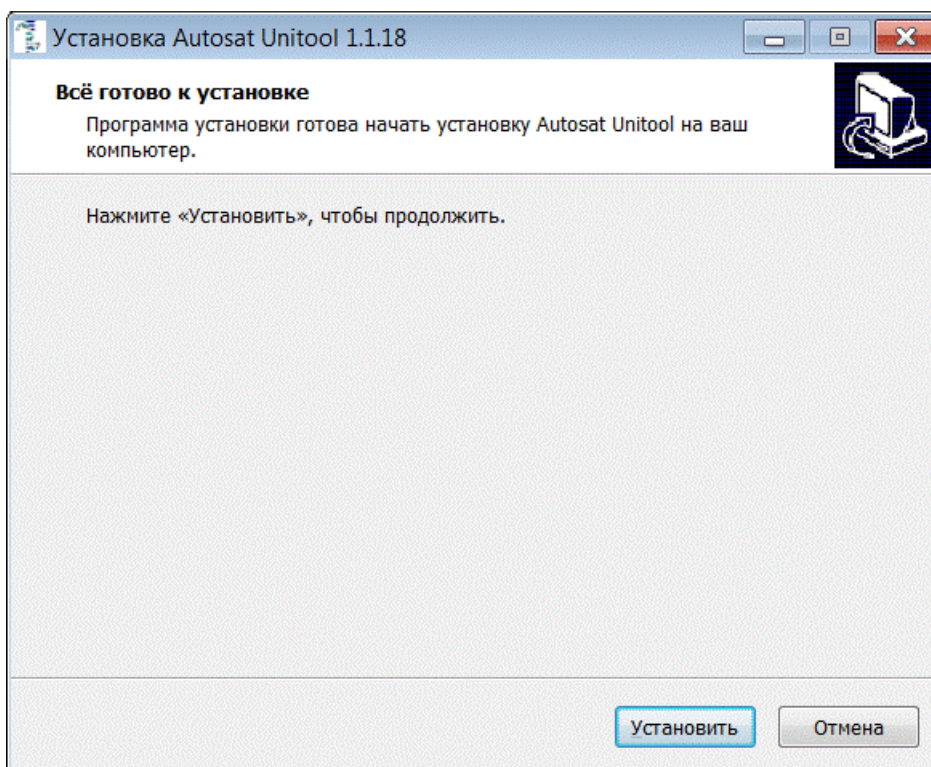 Установка Autosat Unitool 1.1.18
Всё готово к установке
Программа установки готова начать установку Autosat Unitool на ваш
компьютер.
Нажмите «Установить», чтобы продолжить.
Установить Отмена